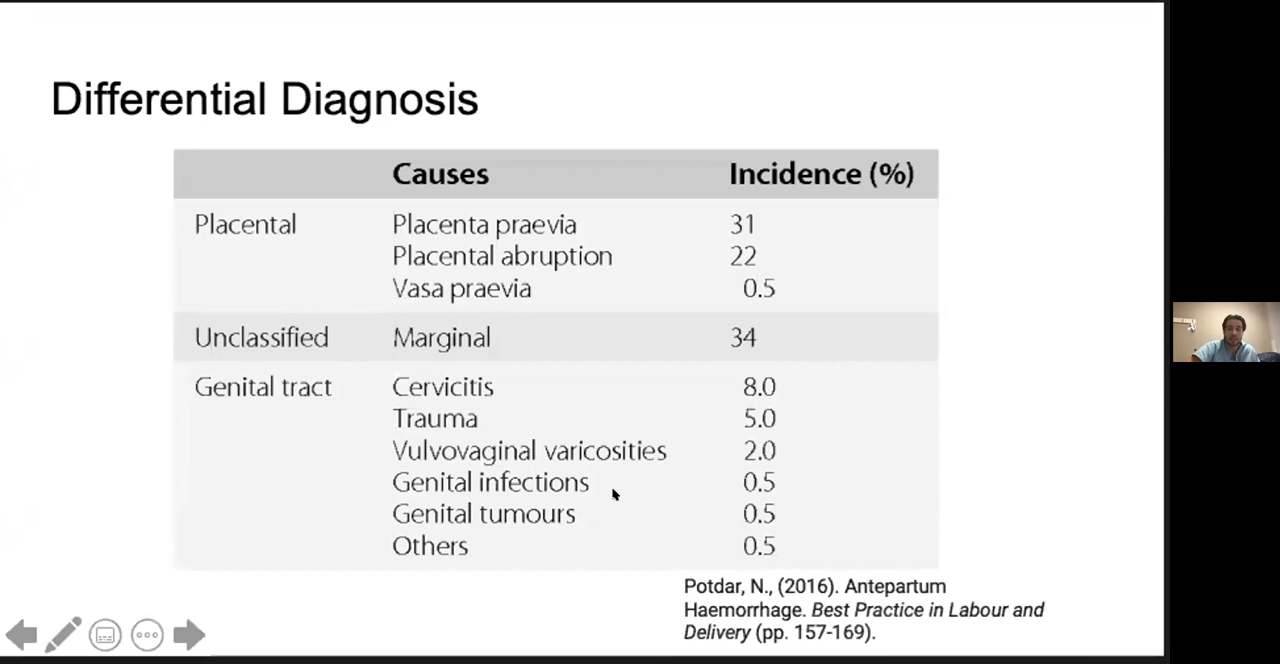 Differential Diagnosis
Causes Incidence (%)
Placental Placenta praevia 31
Placental abruption 22
Vasa praevia 0.5
Unclassified Marginal 34
Genital tract Cervicitis 8.0
Trauma 5.0
Vulvovaginal varicosities 2.0
Genital infections 0.5
Genital tumours 0.5
Others 0.5
Potdar, N., (2016). Antepartum
Haemorrhage. Best Practice in Labour and
Delivery (pp. 157-169).